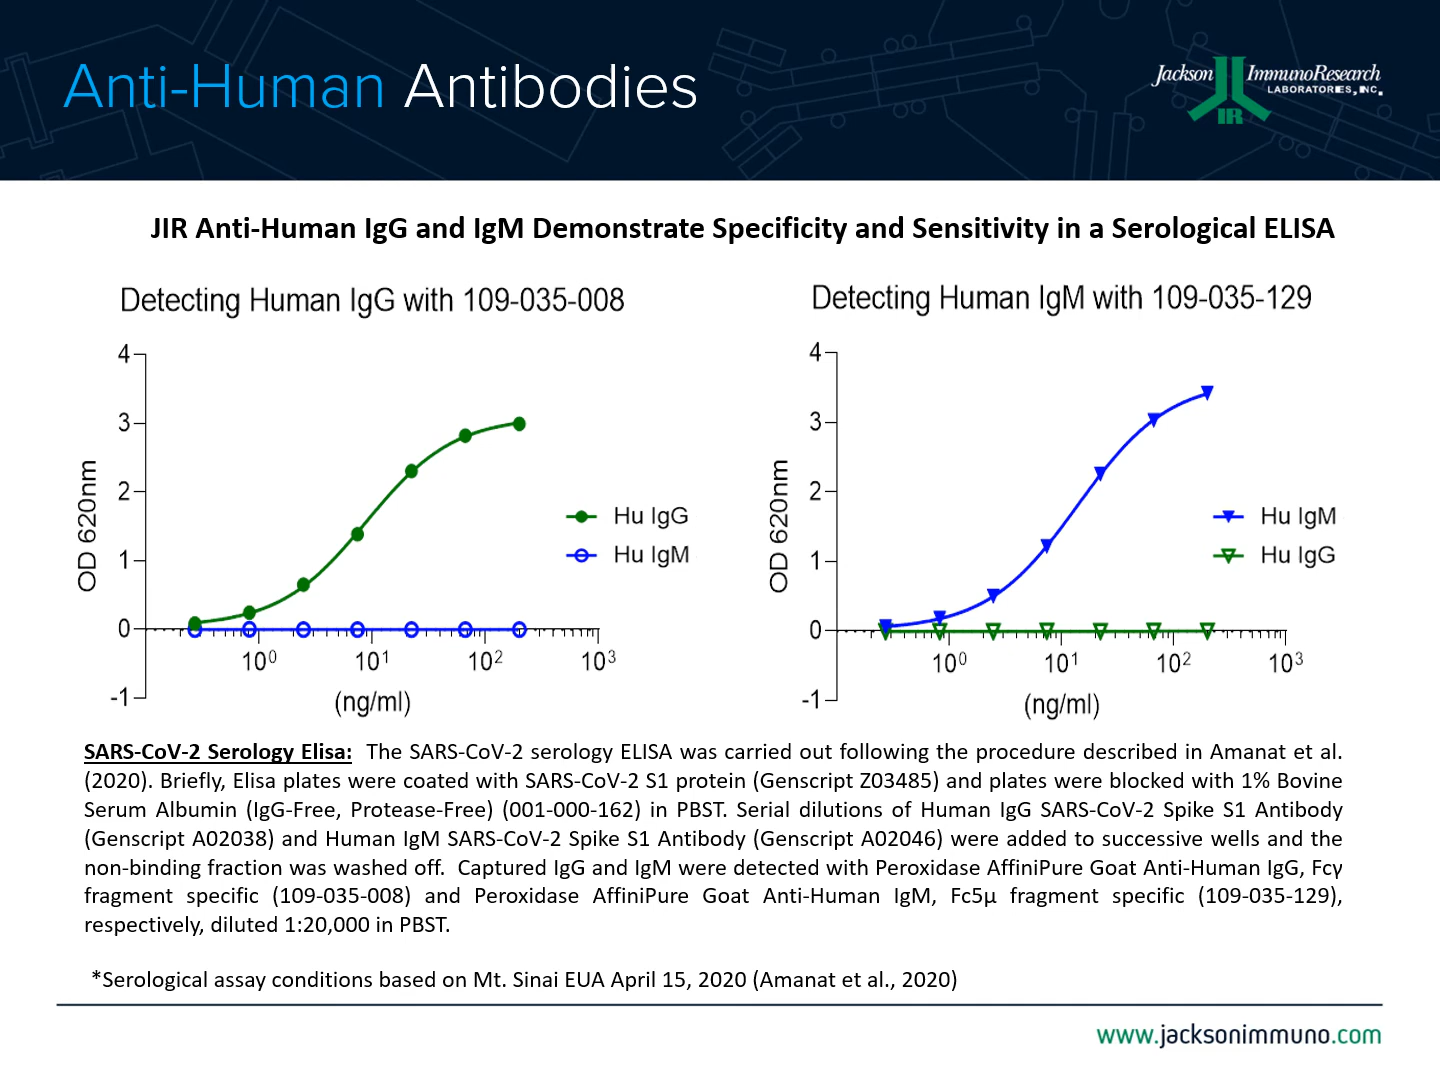 Anti-Human Antibodies
Jackson ImmunoResearch
LABORATORIES, INC.
JIR
JIR Anti-Human IgG and IgM Demonstrate Specificity and Sensitivity in a Serological ELISA
Detecting Human IgG with 109-035-008
4
3
2
1
0
-1
OD 620nm
10⁰ 10¹ 10² 10³
(ng/ml)
Hu IgG
Hu IgM
Detecting Human IgM with 109-035-129
4
3
2
1
0
-1
OD 620nm
10⁰ 10¹ 10² 10³
(ng/ml)
Hu IgM
Hu IgG
SARS-CoV-2 Serology Elisa: The SARS-CoV-2 serology ELISA was carried out following the procedure described in Amanat et al.
(2020). Briefly, Elisa plates were coated with SARS-CoV-2 S1 protein (Genscript Z03485) and plates were blocked with 1% Bovine
Serum Albumin (IgG-Free, Protease-Free) (001-000-162) in PBST. Serial dilutions of Human IgG SARS-CoV-2 Spike S1 Antibody
(Genscript A02038) and Human IgM SARS-CoV-2 Spike S1 Antibody (Genscript A02046) were added to successive wells and the
non-binding fraction was washed off. Captured IgG and IgM were detected with Peroxidase AffiniPure Goat Anti-Human IgG, Fcγ
fragment specific (109-035-008) and Peroxidase AffiniPure Goat Anti-Human IgM, Fc5μ fragment specific (109-035-129),
respectively, diluted 1:20,000 in PBST.
*Serological assay conditions based on Mt. Sinai EUA April 15, 2020 (Amanat et al., 2020)
www.jacksonimmuno.com